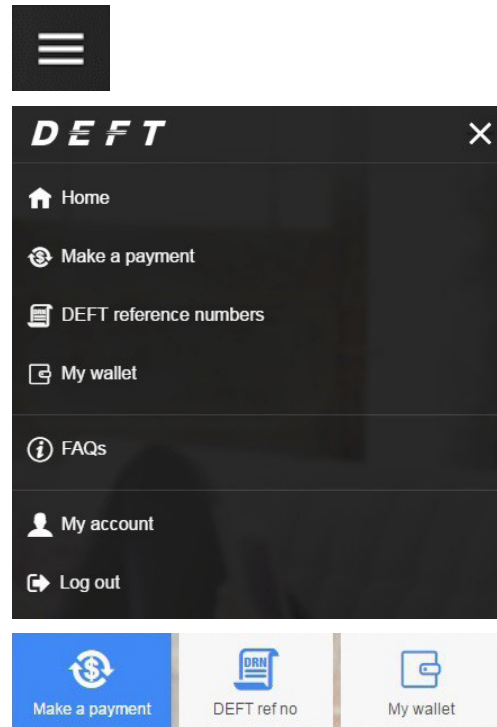 DEFT
Home
Make a payment
DEFT reference numbers
My wallet
FAQs
My account
Log out
DRN
Make a payment
DEFT ref no
My wallet